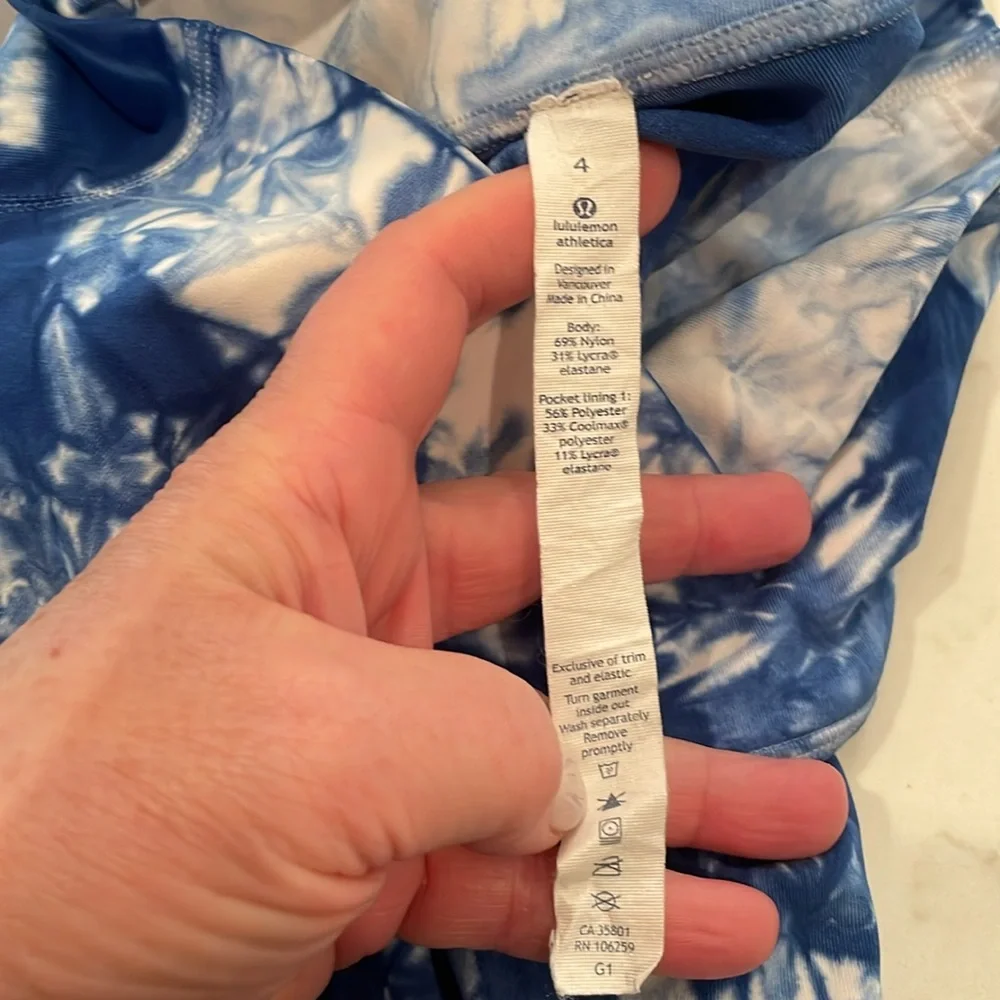 4
lululemon
athletica
Designed in
Vancouver
Made in China
Body:
69% Nylon
31% Lycra®
elastane
Pocket lining 1:
56% Polyester
33% Coolmax®
polyester
11% Lycra®
elastane
Exclusive of trim
and elastic
Turn garment
inside out
Wash separately
Remove
promptly
CA 35801
RN 106259
G1